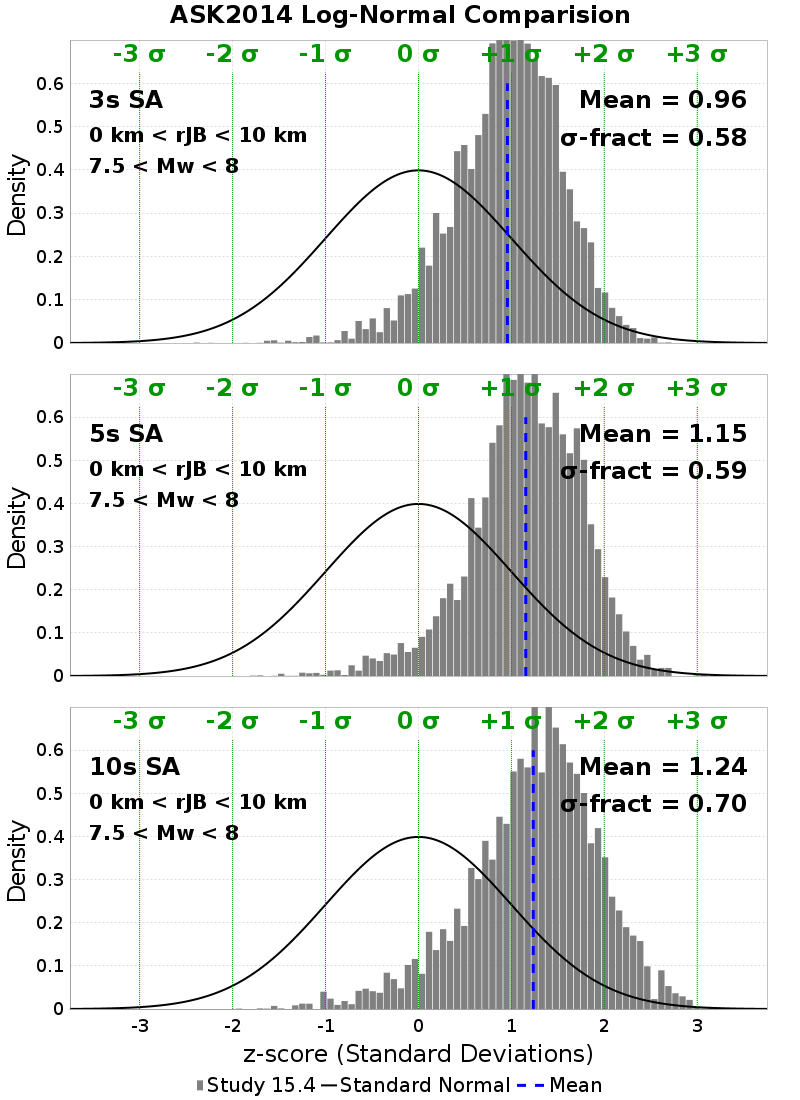 ASK2014 Log-Normal Comparision
-3 σ -2 σ -1 σ 0 σ +1 σ +2 σ +3 σ
3s SA
0 km < rJB < 10 km
7.5 < Mw < 8
Mean = 0.96
σ-fract = 0.58
Density
0.6
0.5
0.4
0.3
0.2
0.1
0
-3 σ -2 σ -1 σ 0 σ +1 σ +2 σ +3 σ
5s SA
0 km < rJB < 10 km
7.5 < Mw < 8
Mean = 1.15
σ-fract = 0.59
Density
0.6
0.5
0.4
0.3
0.2
0.1
0
-3 σ -2 σ -1 σ 0 σ +1 σ +2 σ +3 σ
10s SA
0 km < rJB < 10 km
7.5 < Mw < 8
Mean = 1.24
σ-fract = 0.70
Density
0.6
0.5
0.4
0.3
0.2
0.1
0
-3 -2 -1 0 1 2 3
z-score (Standard Deviations)
Study 15.4 Standard Normal Mean